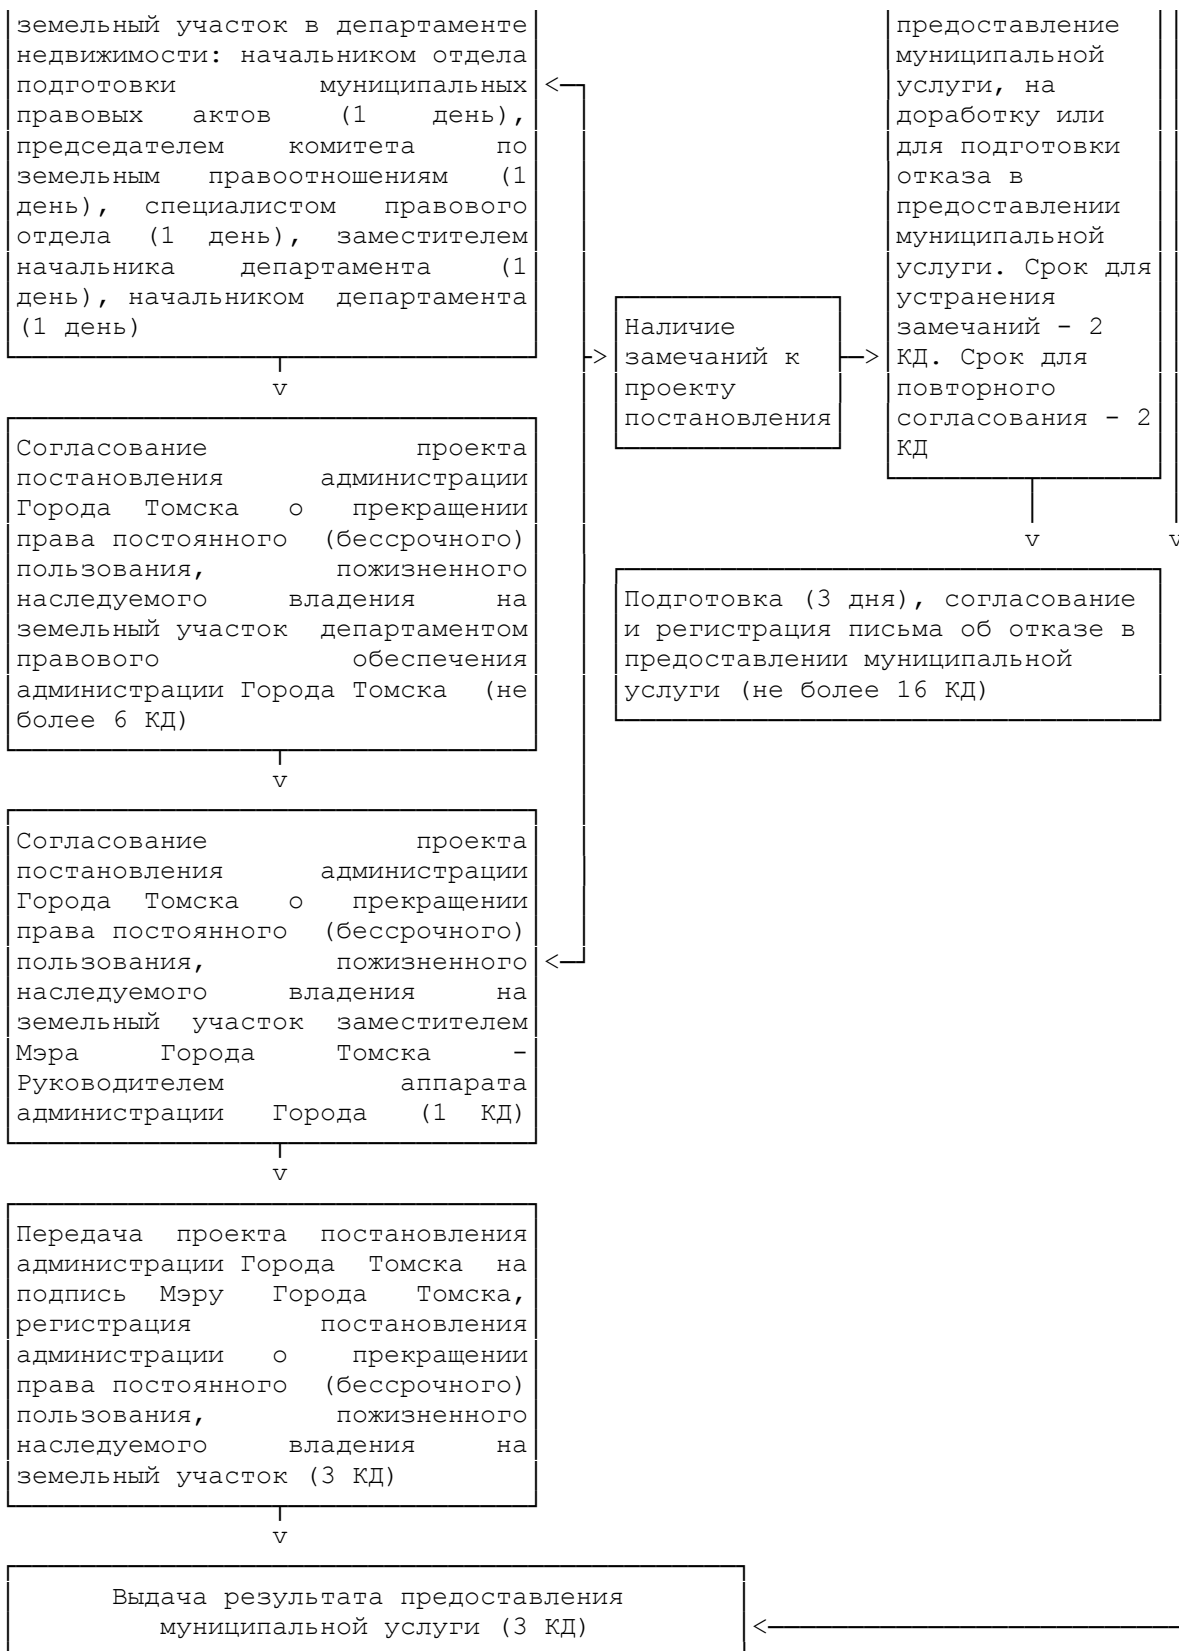 земельный участок в департаменте
недвижимости: начальником отдела
подготовки муниципальных
правовых актов (1 день),
председателем комитета по
земельным правоотношениям (1
день), специалистом правового
отдела (1 день), заместителем
начальника департамента (1
день), начальником департамента
(1 день)
предоставление
муниципальной
услуги, на
доработку или
для подготовки
отказа в
предоставлении
муниципальной
услуги. Срок для
устранения
замечаний - 2
КД. Срок для
повторного
согласования - 2
КД
Наличие
замечаний к
проекту
постановления
Согласование проекта
постановления администрации
Города Томска о прекращении
права постоянного (бессрочного)
пользования, пожизненного
наследуемого владения на
земельный участок департаментом
правового обеспечения
администрации Города Томска (не
более 6 КД)
Подготовка (3 дня), согласование
и регистрация письма об отказе в
предоставлении муниципальной
услуги (не более 16 КД)
Согласование проекта
постановления администрации
Города Томска о прекращении
права постоянного (бессрочного)
пользования, пожизненного
наследуемого владения на
земельный участок заместителем
Мэра Города Томска -
Руководителем аппарата
администрации Города (1 КД)
Передача проекта постановления
администрации Города Томска на
подпись Мэру Города Томска,
регистрация постановления
администрации о прекращении
права постоянного (бессрочного)
пользования, пожизненного
наследуемого владения на
земельный участок (3 КД)
Выдача результата предоставления
муниципальной услуги (3 КД)